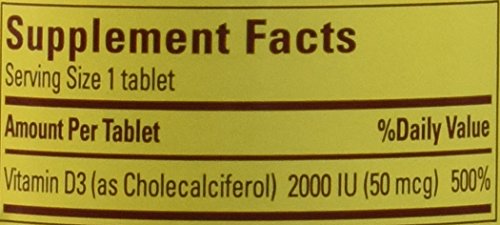 Supplement Facts
Serving Size 1 tablet
Amount Per Tablet %Daily Value
Vitamin D3 (as Cholecalciferol) 2000 IU (50 mcg) 500%